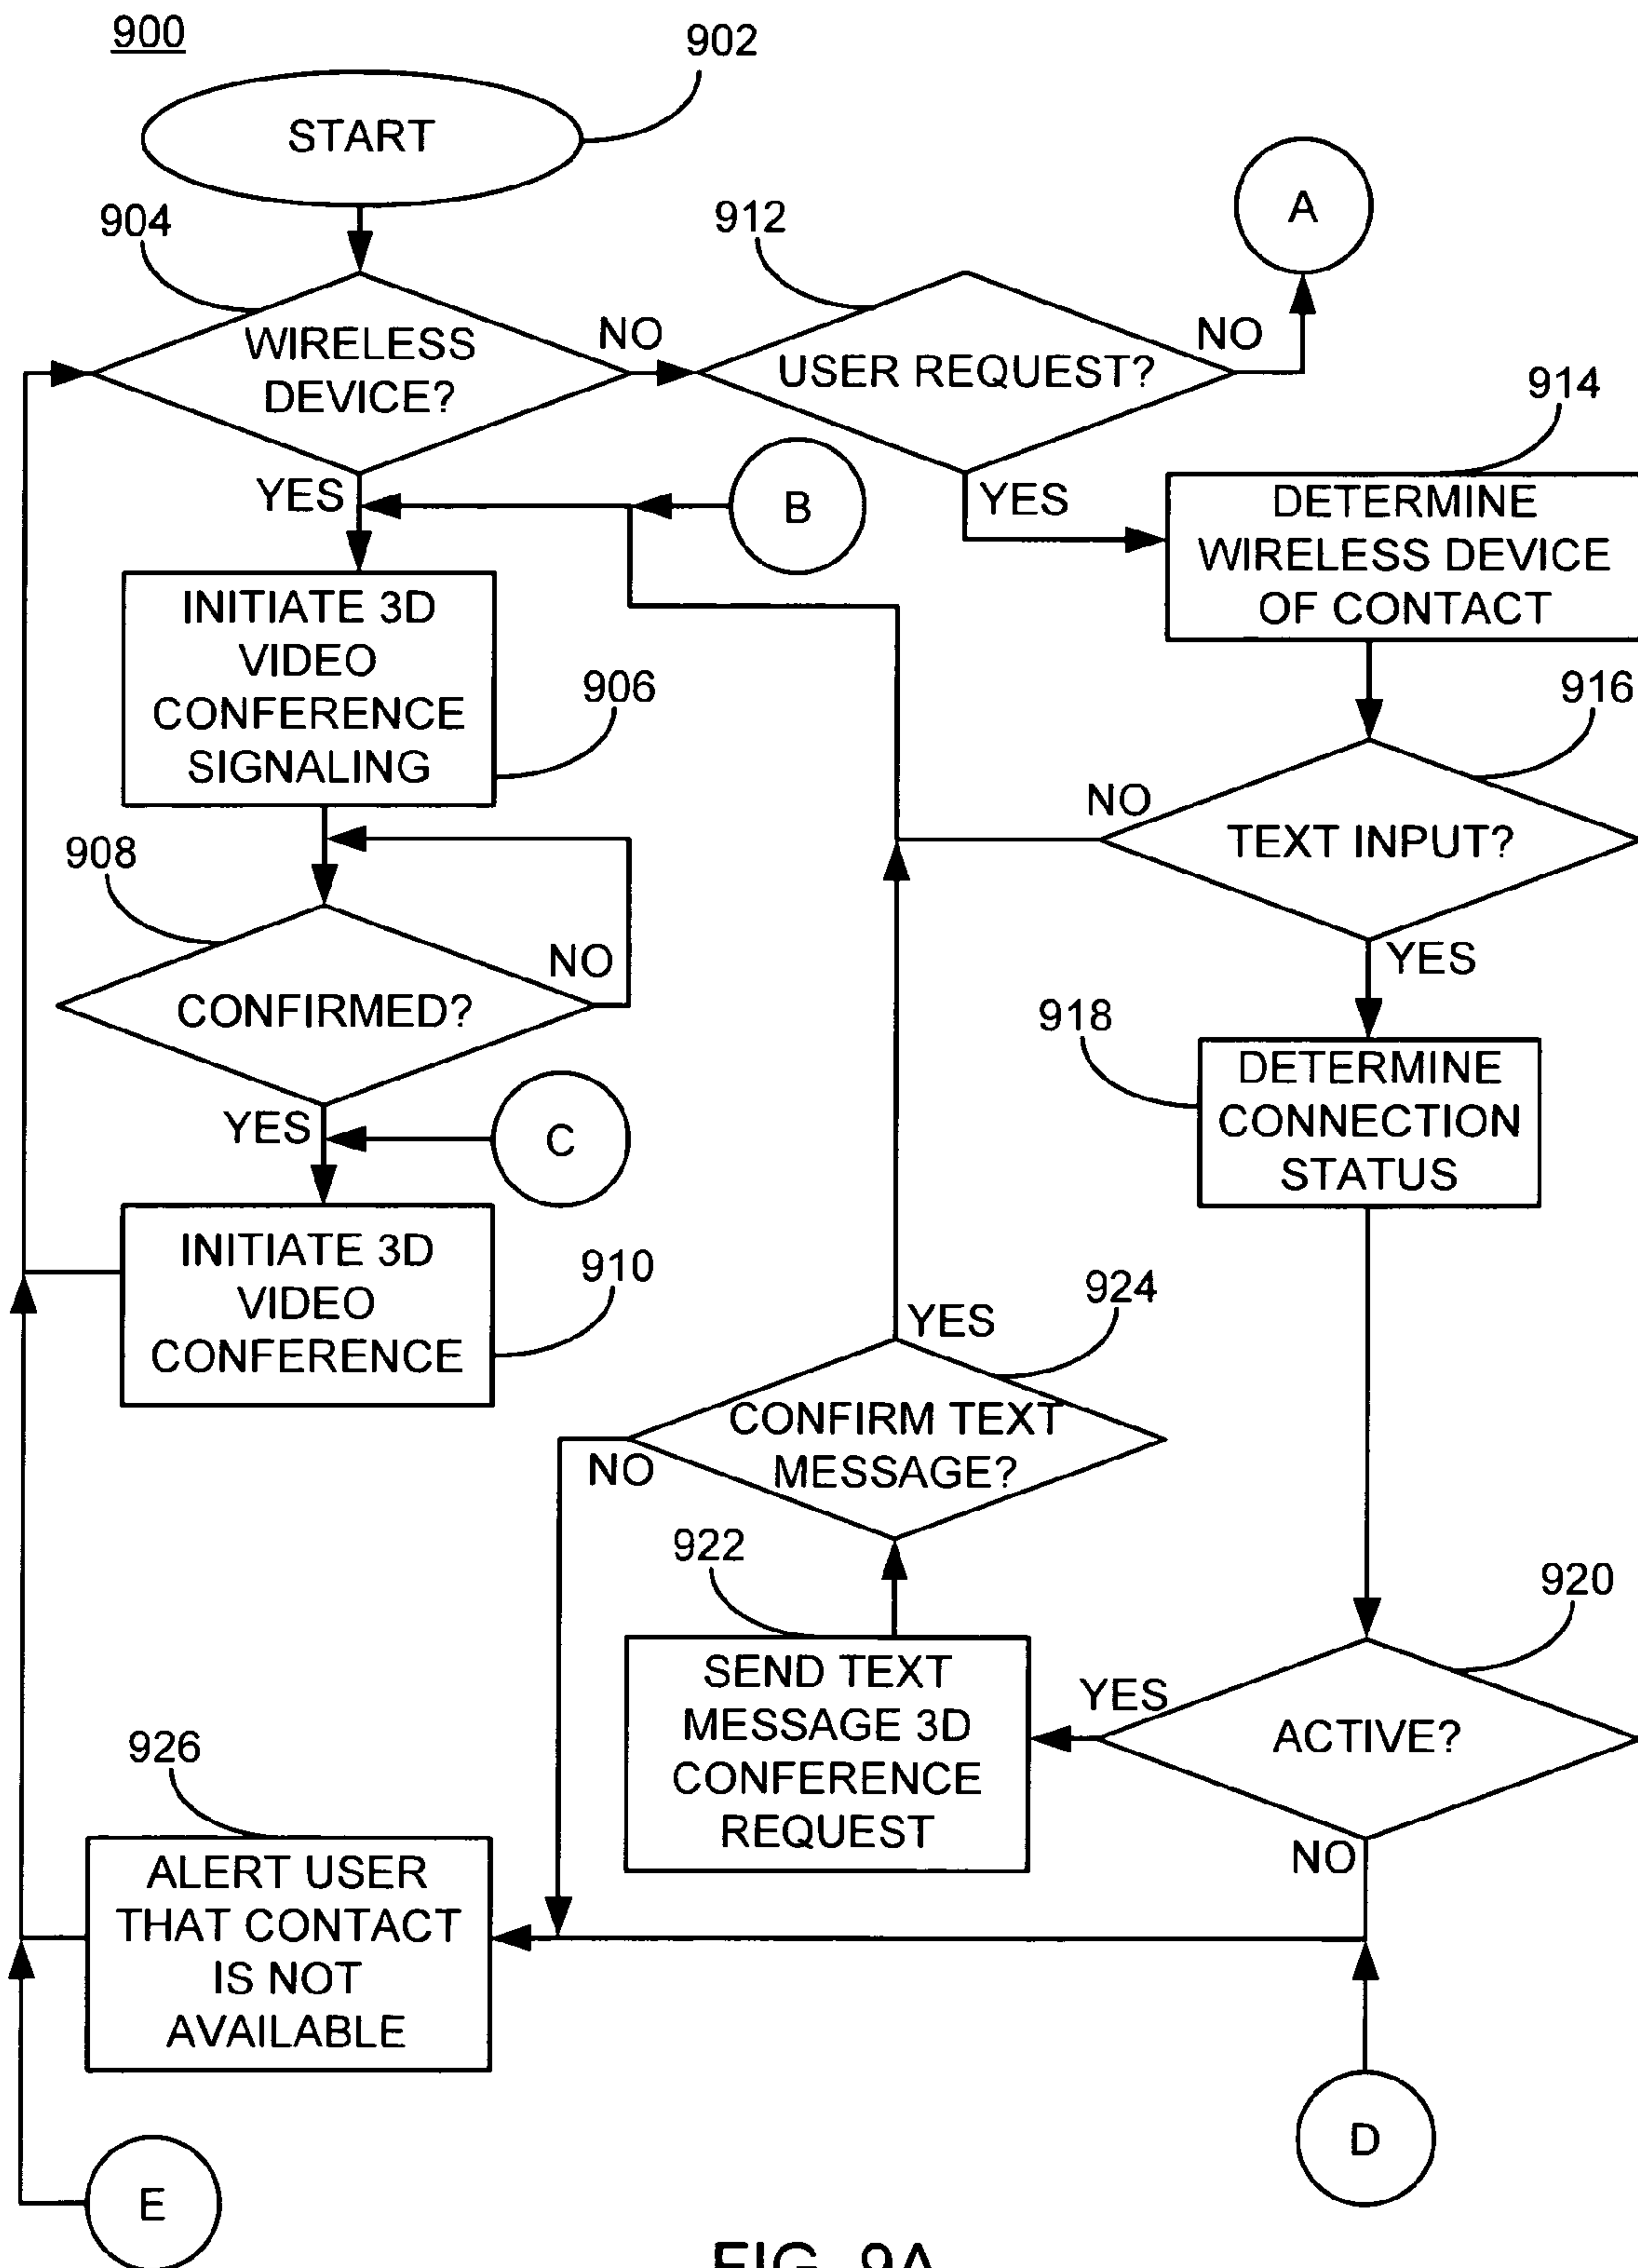 900
902
START
904
912
A
WIRELESS
DEVICE?
NO
USER REQUEST?
NO
914
YES
B
YES
DETERMINE
WIRELESS DEVICE
OF CONTACT
INITIATE 3D
VIDEO
CONFERENCE
SIGNALING
906
916
NO
TEXT INPUT?
YES
908
NO
CONFIRMED?
918
DETERMINE
CONNECTION
STATUS
YES
C
INITIATE 3D
VIDEO
CONFERENCE
910
924
YES
CONFIRM TEXT
MESSAGE?
NO
922
920
SEND TEXT
MESSAGE 3D
CONFERENCE
REQUEST
YES
ACTIVE?
NO
926
ALERT USER
THAT CONTACT
IS NOT
AVAILABLE
D
E
FIG. 9A